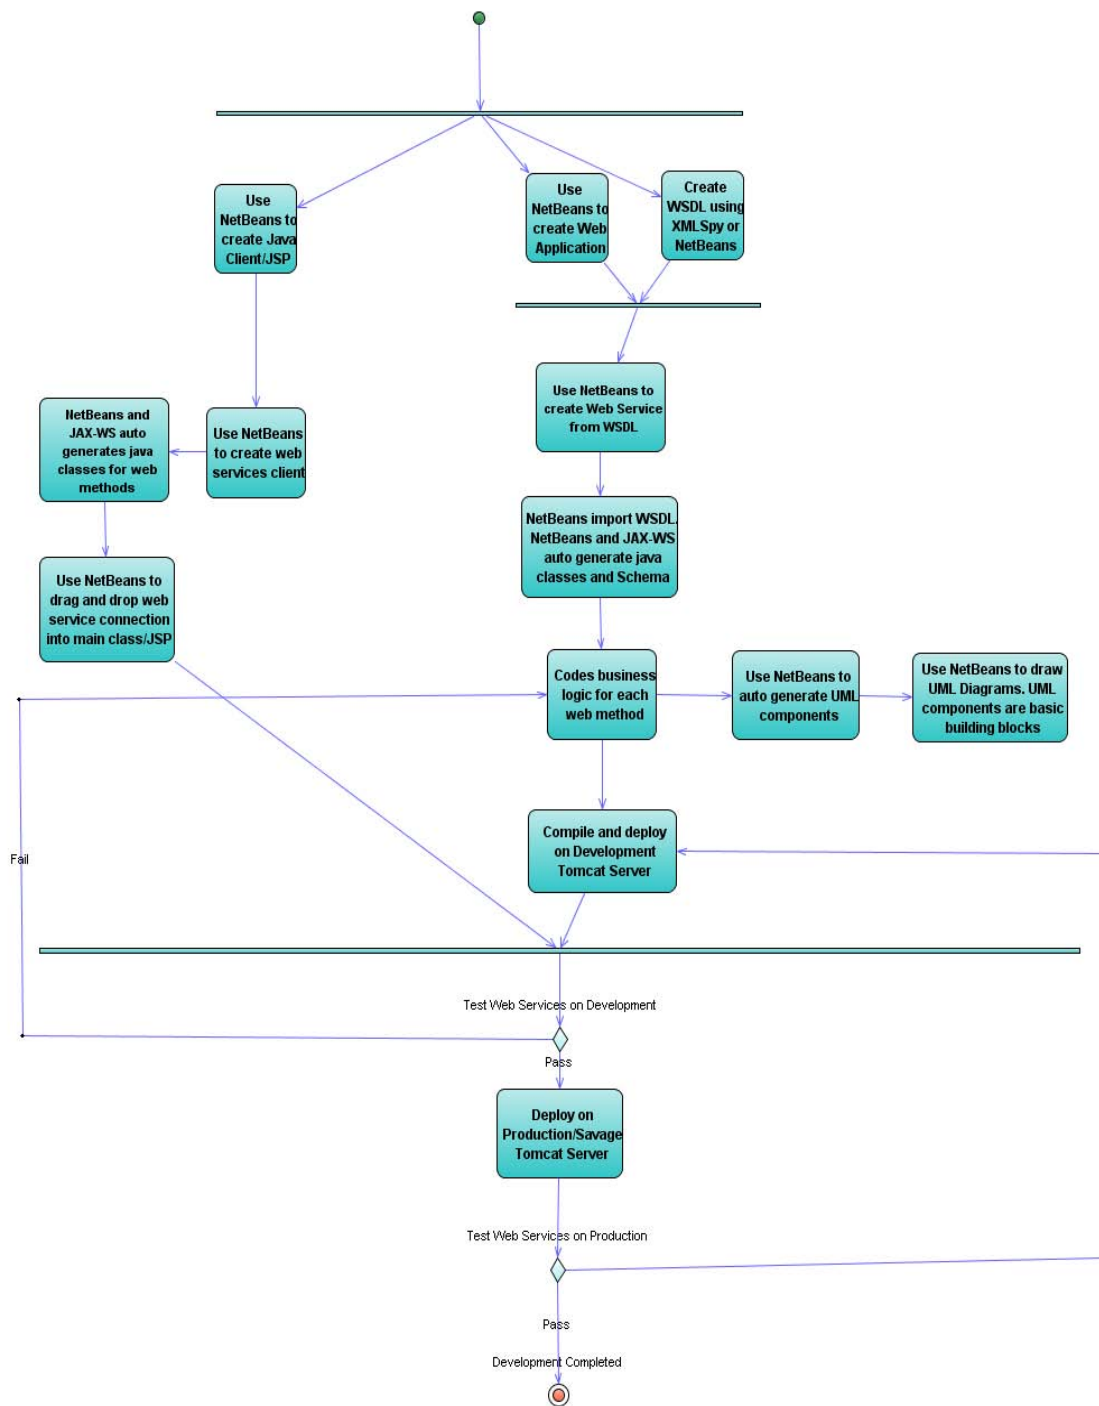 Use
NetBeans to
create Java
Client/JSP
Use
NetBeans to
create Web
Application
Create
WSDL using
XMLSpy or
NetBeans
Use NetBeans to
create Web Service
from WSDL
NetBeans and
JAX-WS auto
generates java
classes for web
methods
Use NetBeans
to create web
services client
NetBeans import WSDL.
NetBeans and JAX-WS
auto generate java
classes and Schema
Use NetBeans to
drag and drop web
service connection
into main class/JSP
Codes business
logic for each
web method
Use NetBeans to
auto generate UML
components
Use NetBeans to draw
UML Diagrams. UML
components are basic
building blocks
Compile and deploy
on Development
Tomcat Server
Fail
Test Web Services on Development
Pass
Deploy on
Production/Savage
Tomcat Server
Test Web Services on Production
Pass
Development Completed